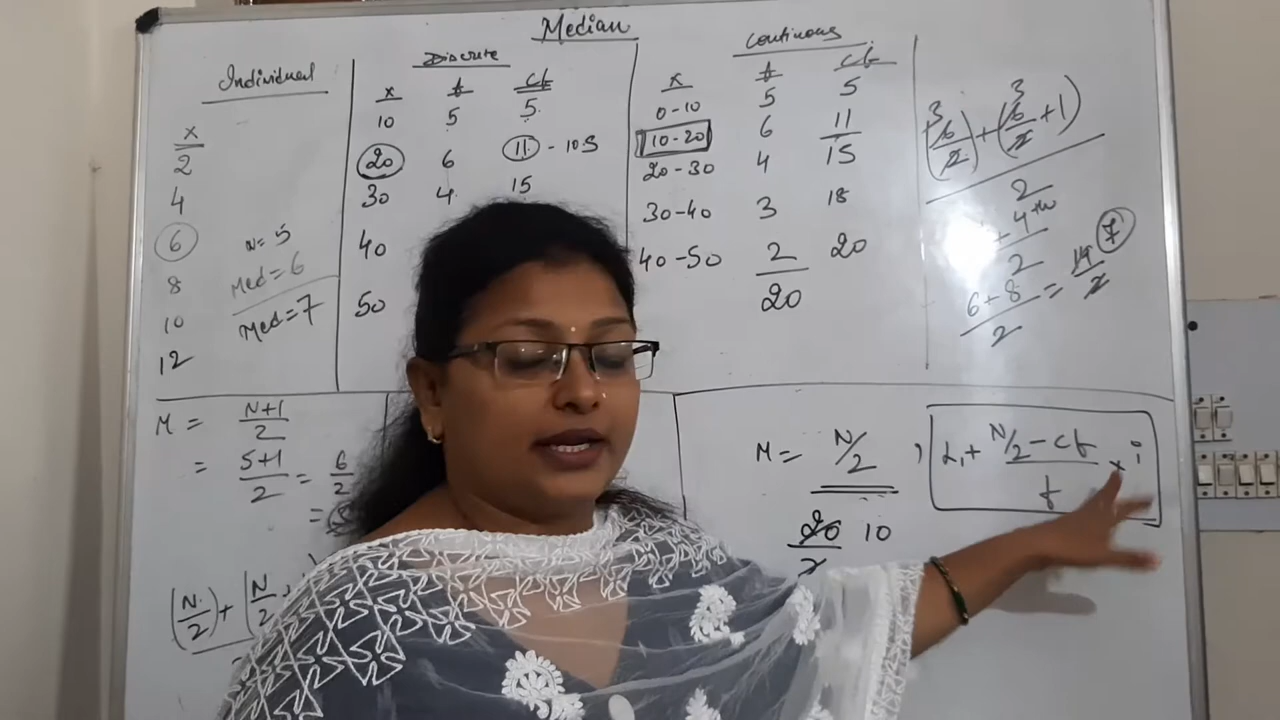 Median
Individual
x
2
4
6
8
10
12
N = 5
Med = 6
Med = 7
Discrete
x f cf
10 5 5
20 6 11 - 10.5
30 4 15
40
50
Continous
x f cf
0-10 5 5
10-20 6 11
20-30 4 15
30-40 3 18
40-50 2 20
20
3 3
(6/2) + (6/2 + 1)
2
+ 4th
2
6+8/2 = 14/2 7
M = N+1/2
= 5+1/2 = 6/2
=
(N/2) + (N/2
M = N/2 , L1 + N/2 - cf/f × i
20/2 10